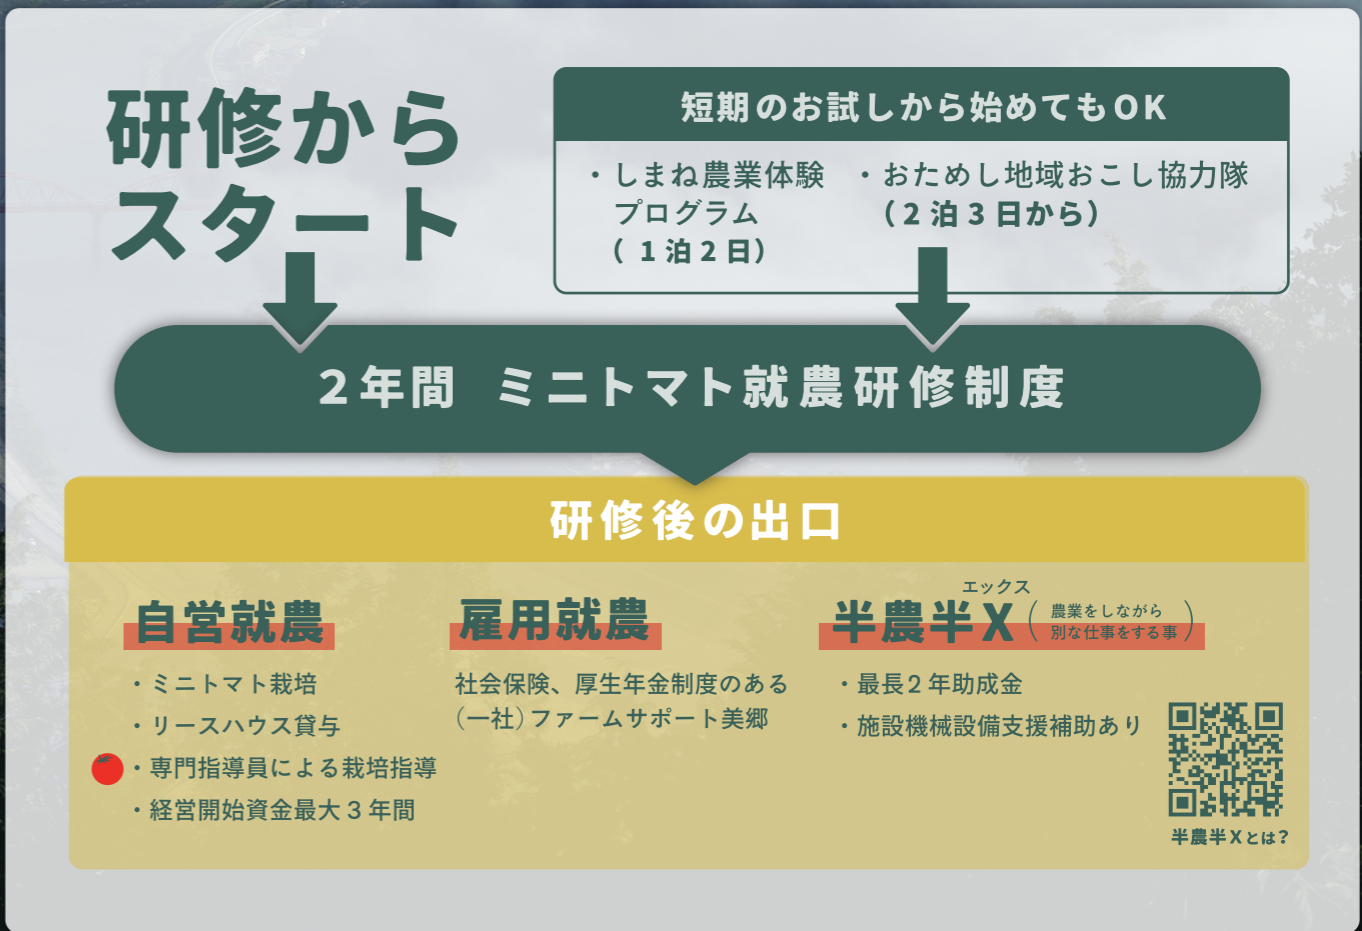 研修から
スタート
短期のお試しから始めてもOK
・しまね農業体験
プログラム
(1泊2日)
・おためし地域おこし協力隊
(2泊3日から)
2年間 ミニトマト就農研修制度
研修後の出口
自営就農
・ミニトマト栽培
・リースハウス貸与
・専門指導員による栽培指導
・経営開始資金最大3年間
雇用就農
社会保険、厚生年金制度のある
(一社)ファームサポート美郷
エックス
半農半X(農業をしながら
別な仕事をする事)
・最長2年助成金
・施設機械設備支援補助あり
半農半Xとは?